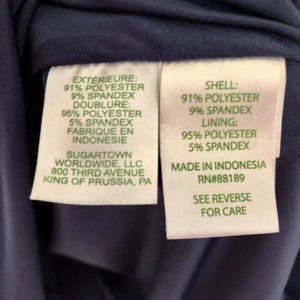 EXTÉRIEURE:
91% POLYESTER
9% SPANDEX
DOUBLURE:
95% POLYESTER
5% SPANDEX
FABRIQUE EN
INDONESIE
SUGARTOWN
WORLDWIDE, LLC
800 THIRD AVENUE
KING OF PRUSSIA, PA
SHELL:
91% POLYESTER
9% SPANDEX
LINING:
95% POLYESTER
5% SPANDEX
MADE IN INDONESIA
RN#88189
SEE REVERSE
FOR CARE